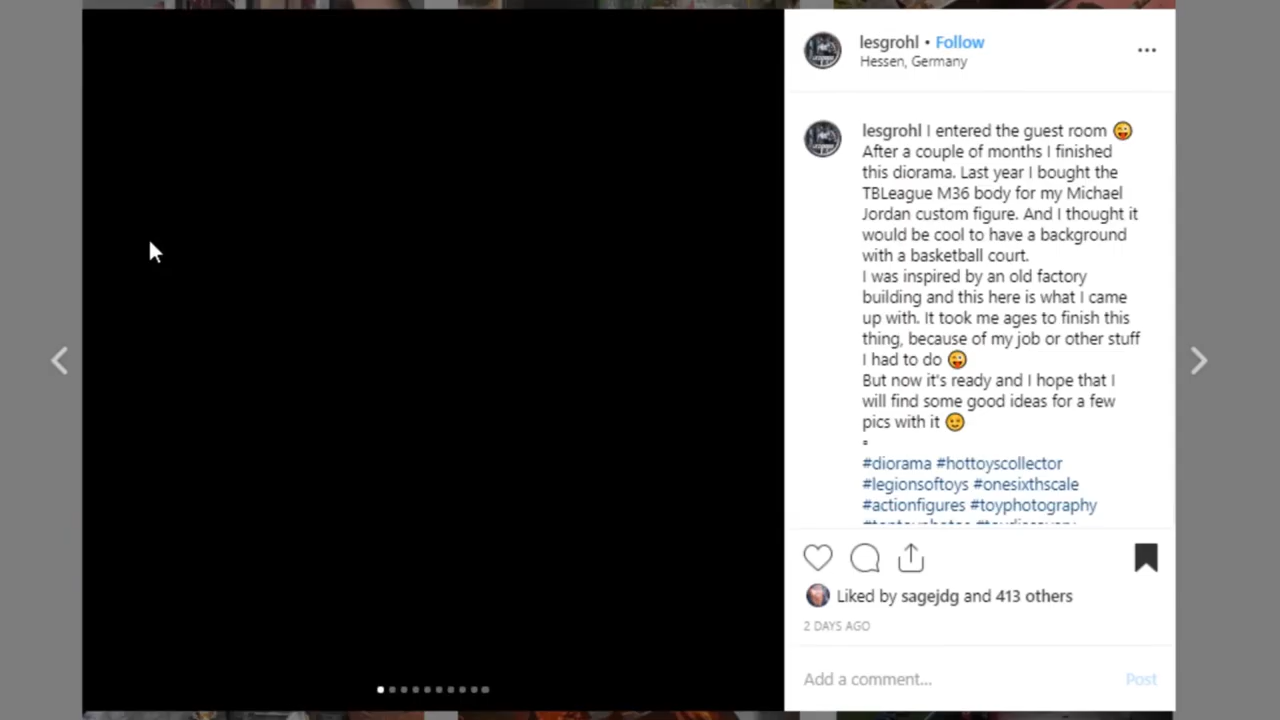 lesgrohl • Follow
Hessen, Germany
lesgrohl I entered the guest room 😜
After a couple of months I finished
this diorama. Last year I bought the
TBLeague M36 body for my Michael
Jordan custom figure. And I thought it
would be cool to have a background
with a basketball court.
I was inspired by an old factory
building and this here is what I came
up with. It took me ages to finish this
thing, because of my job or other stuff
I had to do 😜
But now it's ready and I hope that I
will find some good ideas for a few
pics with it 😉
#diorama #hottoyscollector
#legionsoftoys #onesixthscale
#actionfigures #toyphotography
Liked by sagejdg and 413 others
2 DAYS AGO
Add a comment... Post